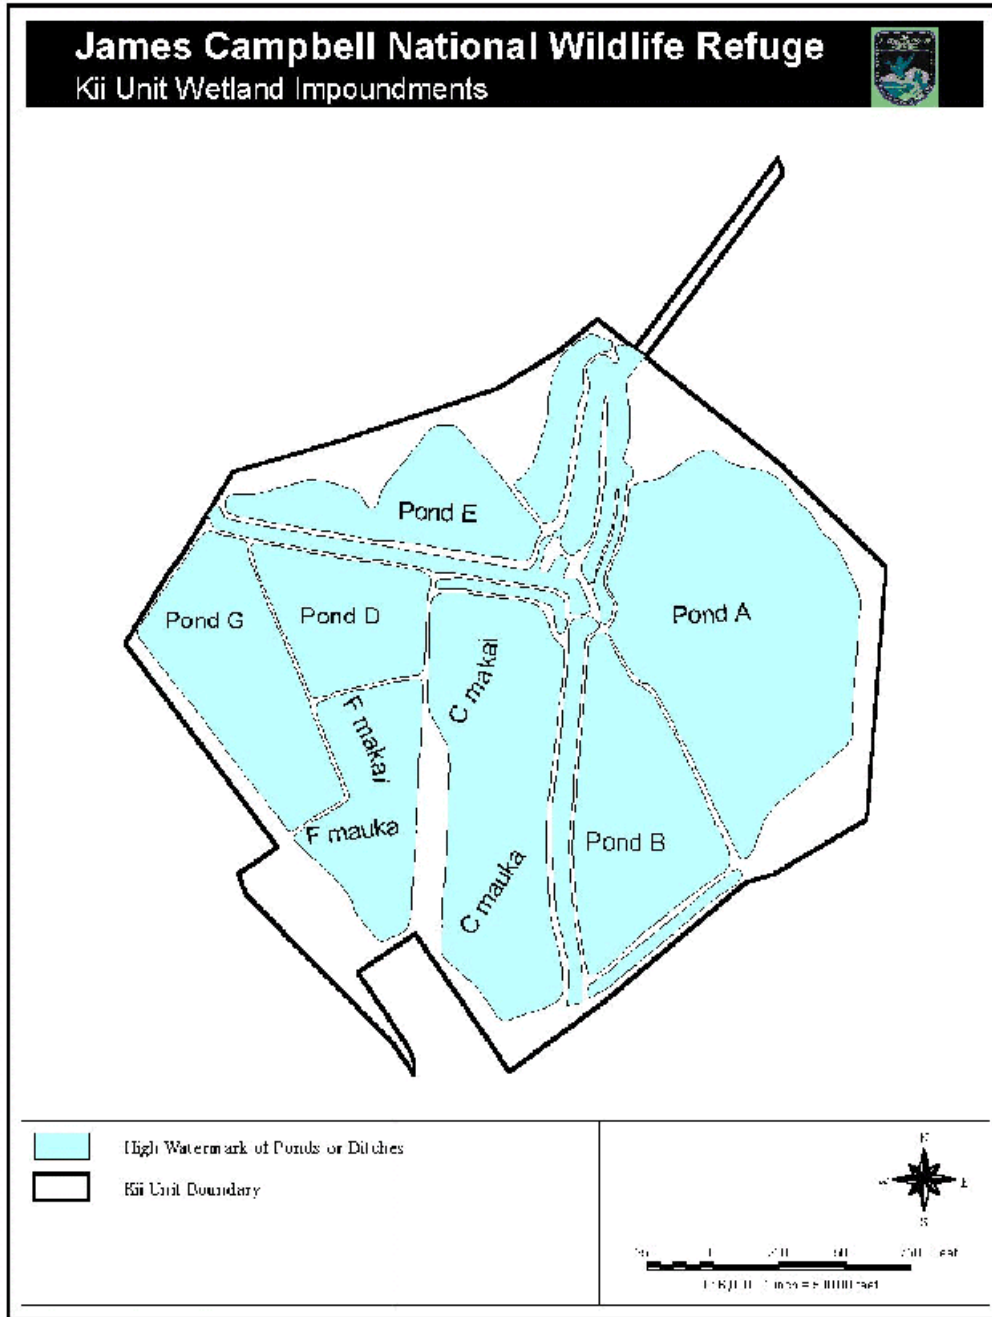 James Campbell National Wildlife Refuge
Kii Unit Wetland Impoundments
Pond E
Pond G
Pond D
Pond A
C makai
F makai
F mauka
Pond B
C mauka
High Watermark of Ponds or Ditches
Kii Unit Boundary
N
W
E
S